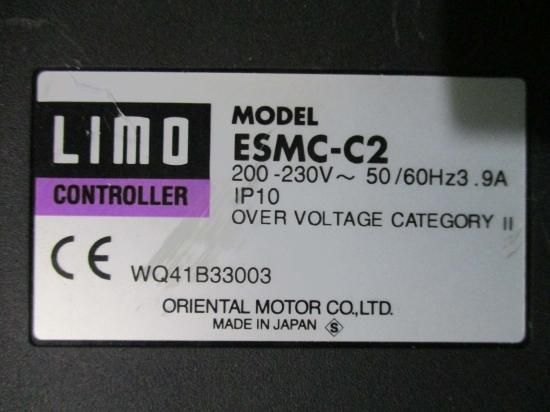 LIMO
CONTROLLER
MODEL
ESMC-C2
200-230V~ 50/60Hz3.9A
IP10
OVER VOLTAGE CATEGORY II
CE WQ41B33003
ORIENTAL MOTOR CO.,LTD.
MADE IN JAPAN S